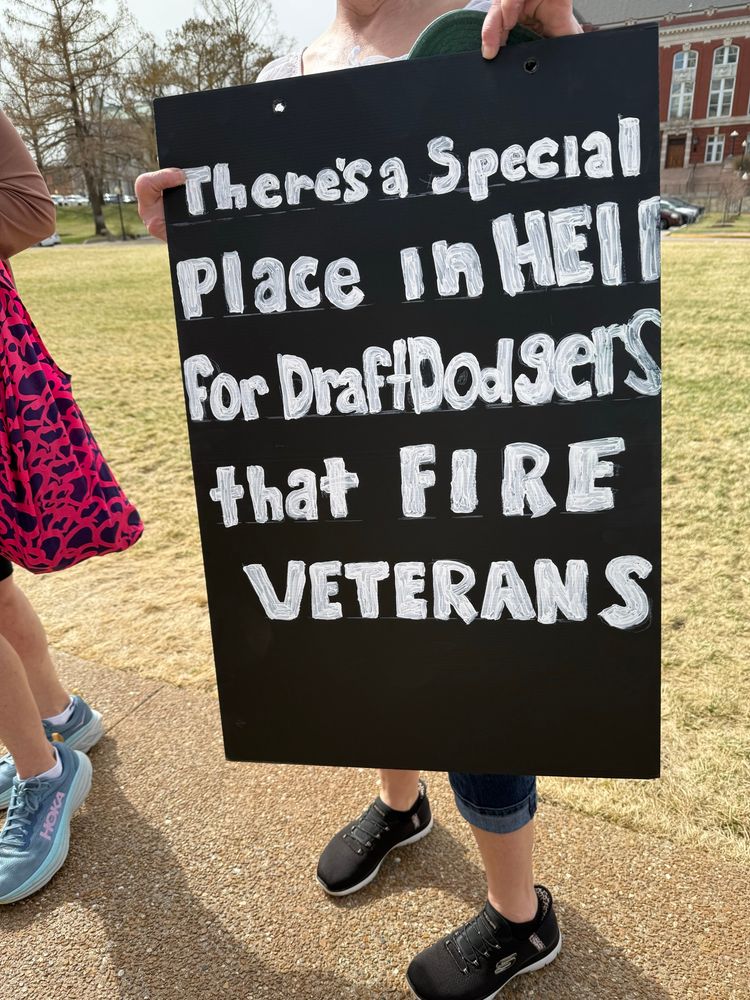 There's a Special
Place in HEll
for DraftDodgers
that FIRE
VETERANS
HOKA